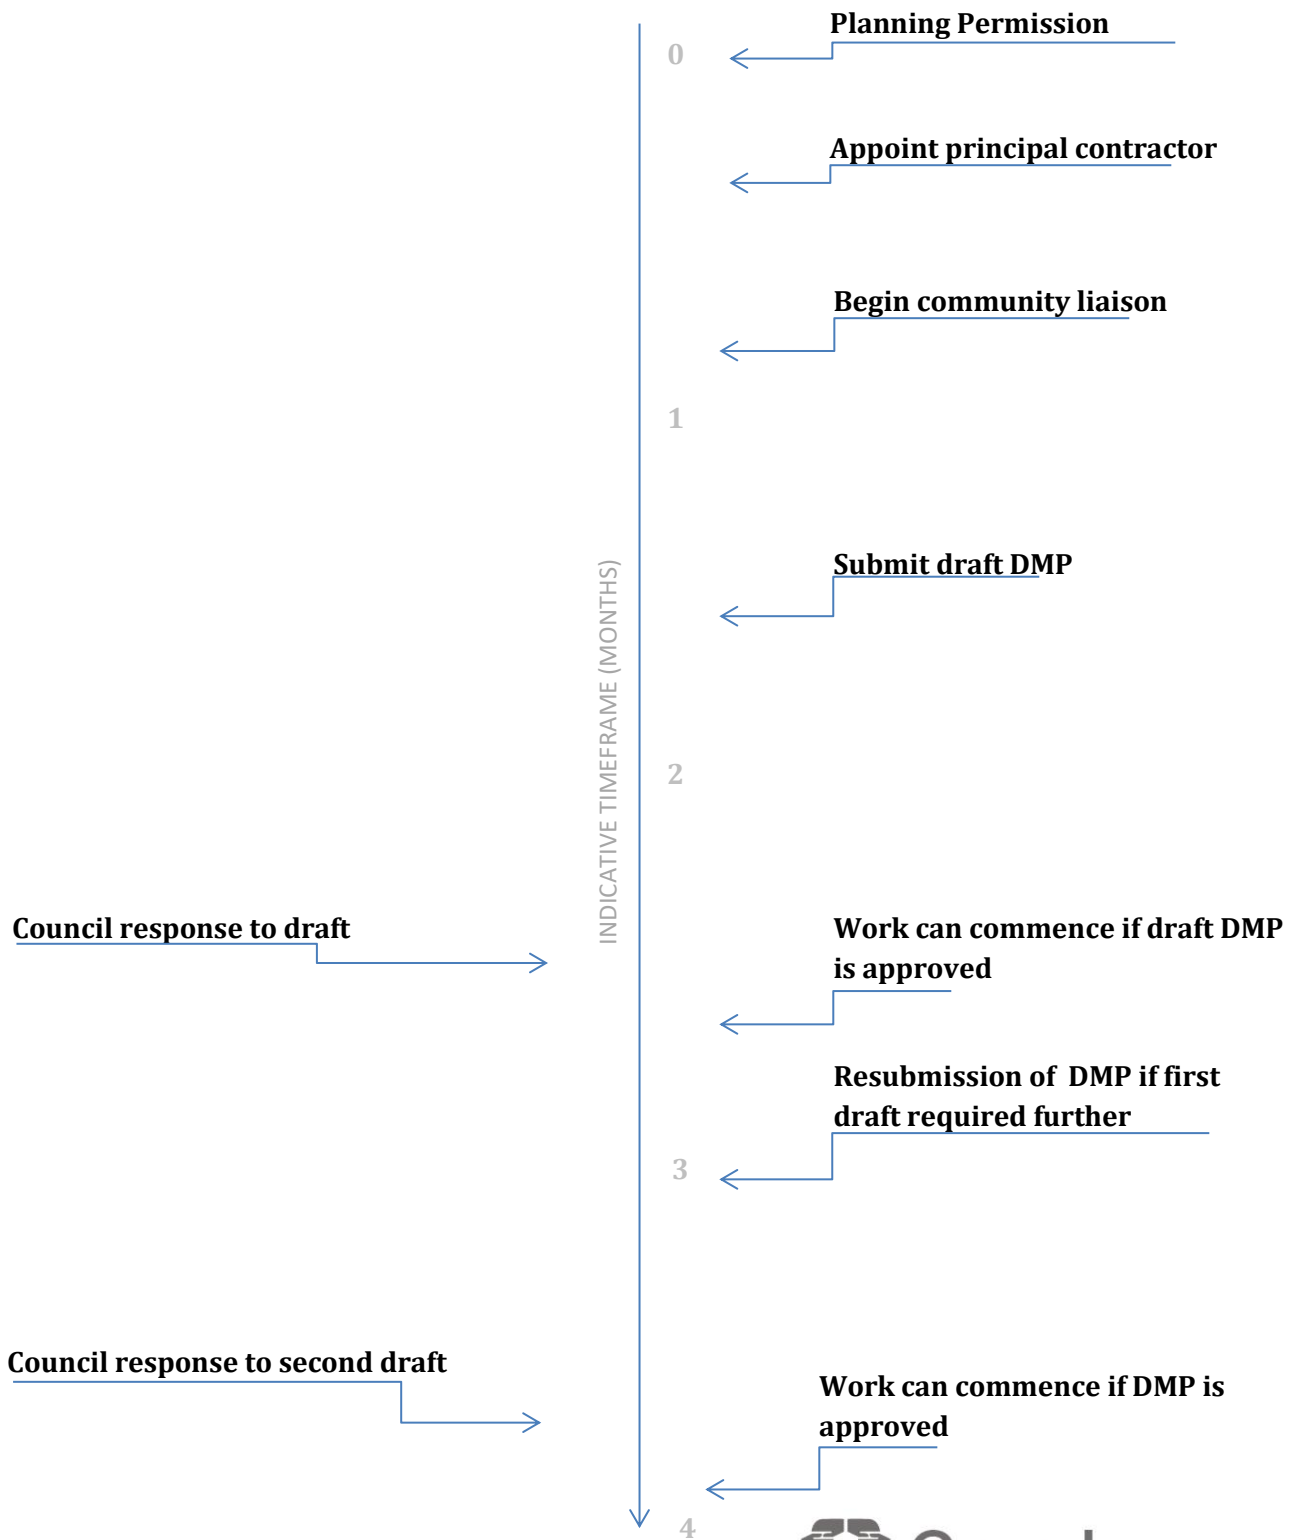 Planning Permission
0
Appoint principal contractor
Begin community liaison
1
Submit draft DMP
INDICATIVE TIMEFRAME (MONTHS)
2
Council response to draft
Work can commence if draft DMP
is approved
Resubmission of  DMP if first
draft required further
3
Council response to second draft
Work can commence if DMP is
approved
4